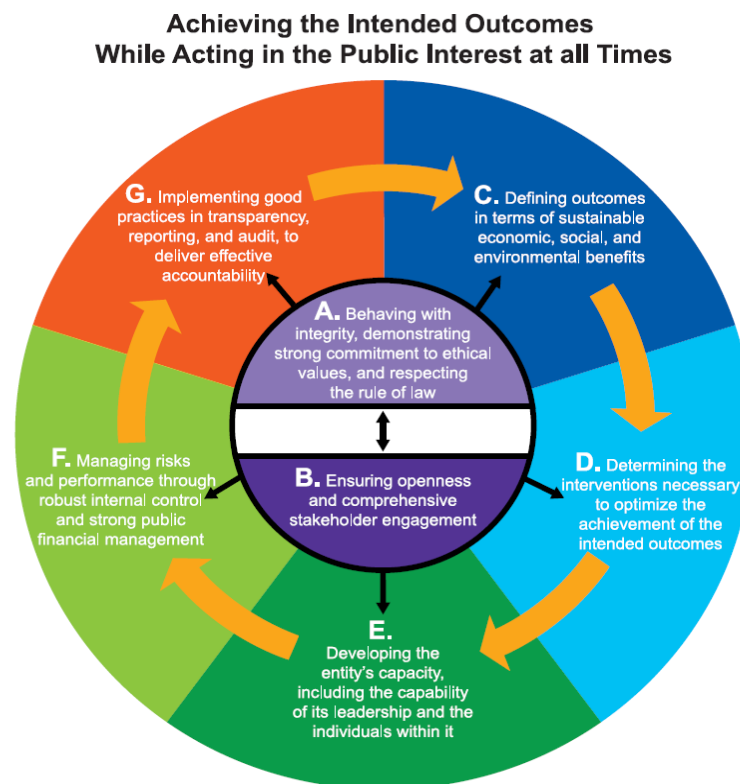 Achieving the Intended Outcomes
While Acting in the Public Interest at all Times
G. Implementing good
practices in transparency,
reporting, and audit, to
deliver effective
accountability
C. Defining outcomes
in terms of sustainable
economic, social, and
environmental benefits
A. Behaving with
integrity, demonstrating
strong commitment to ethical
values, and respecting
the rule of law
F. Managing risks
and performance through
robust internal control
and strong public
financial management
B. Ensuring openness
and comprehensive
stakeholder engagement
D. Determining the
interventions necessary
to optimize the
achievement of the
intended outcomes
E.
Developing the
entity's capacity,
including the capability
of its leadership and the
individuals within it